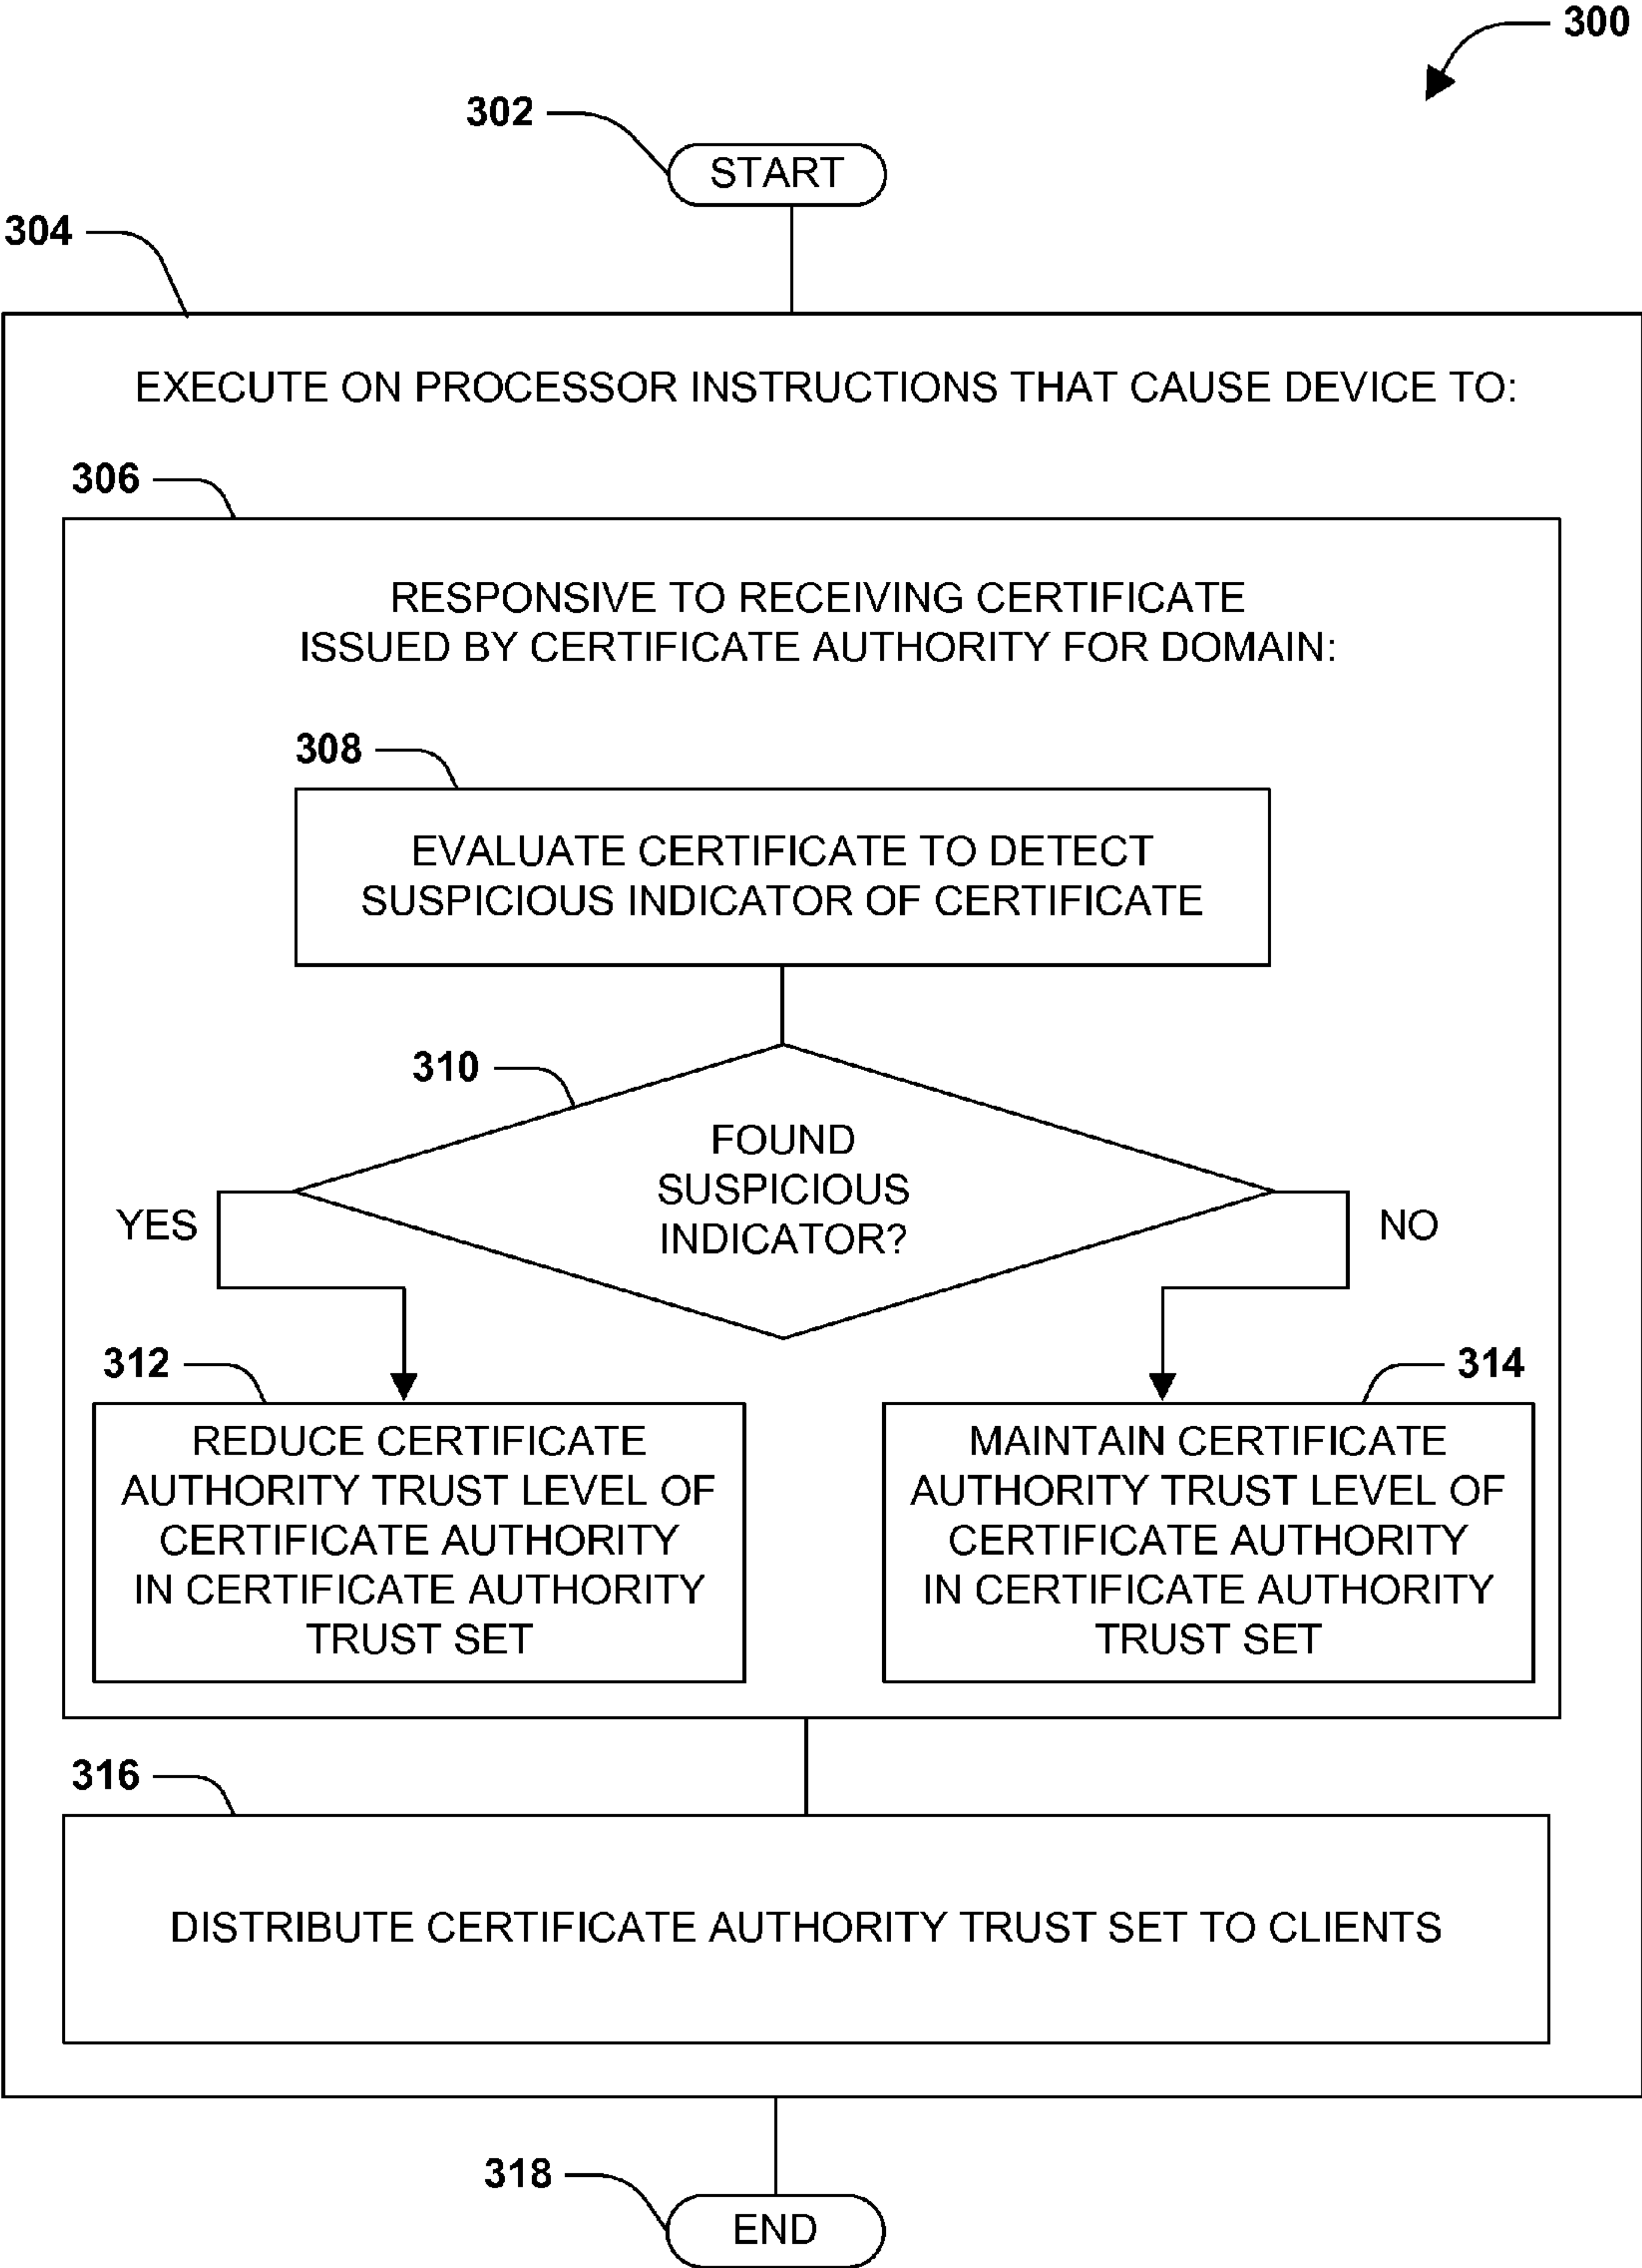 300
302
START
304
EXECUTE ON PROCESSOR INSTRUCTIONS THAT CAUSE DEVICE TO:
306
RESPONSIVE TO RECEIVING CERTIFICATE
ISSUED BY CERTIFICATE AUTHORITY FOR DOMAIN:
308
EVALUATE CERTIFICATE TO DETECT
SUSPICIOUS INDICATOR OF CERTIFICATE
310
FOUND
SUSPICIOUS
INDICATOR?
YES
NO
312
REDUCE CERTIFICATE
AUTHORITY TRUST LEVEL OF
CERTIFICATE AUTHORITY
IN CERTIFICATE AUTHORITY
TRUST SET
314
MAINTAIN CERTIFICATE
AUTHORITY TRUST LEVEL OF
CERTIFICATE AUTHORITY
IN CERTIFICATE AUTHORITY
TRUST SET
316
DISTRIBUTE CERTIFICATE AUTHORITY TRUST SET TO CLIENTS
318
END